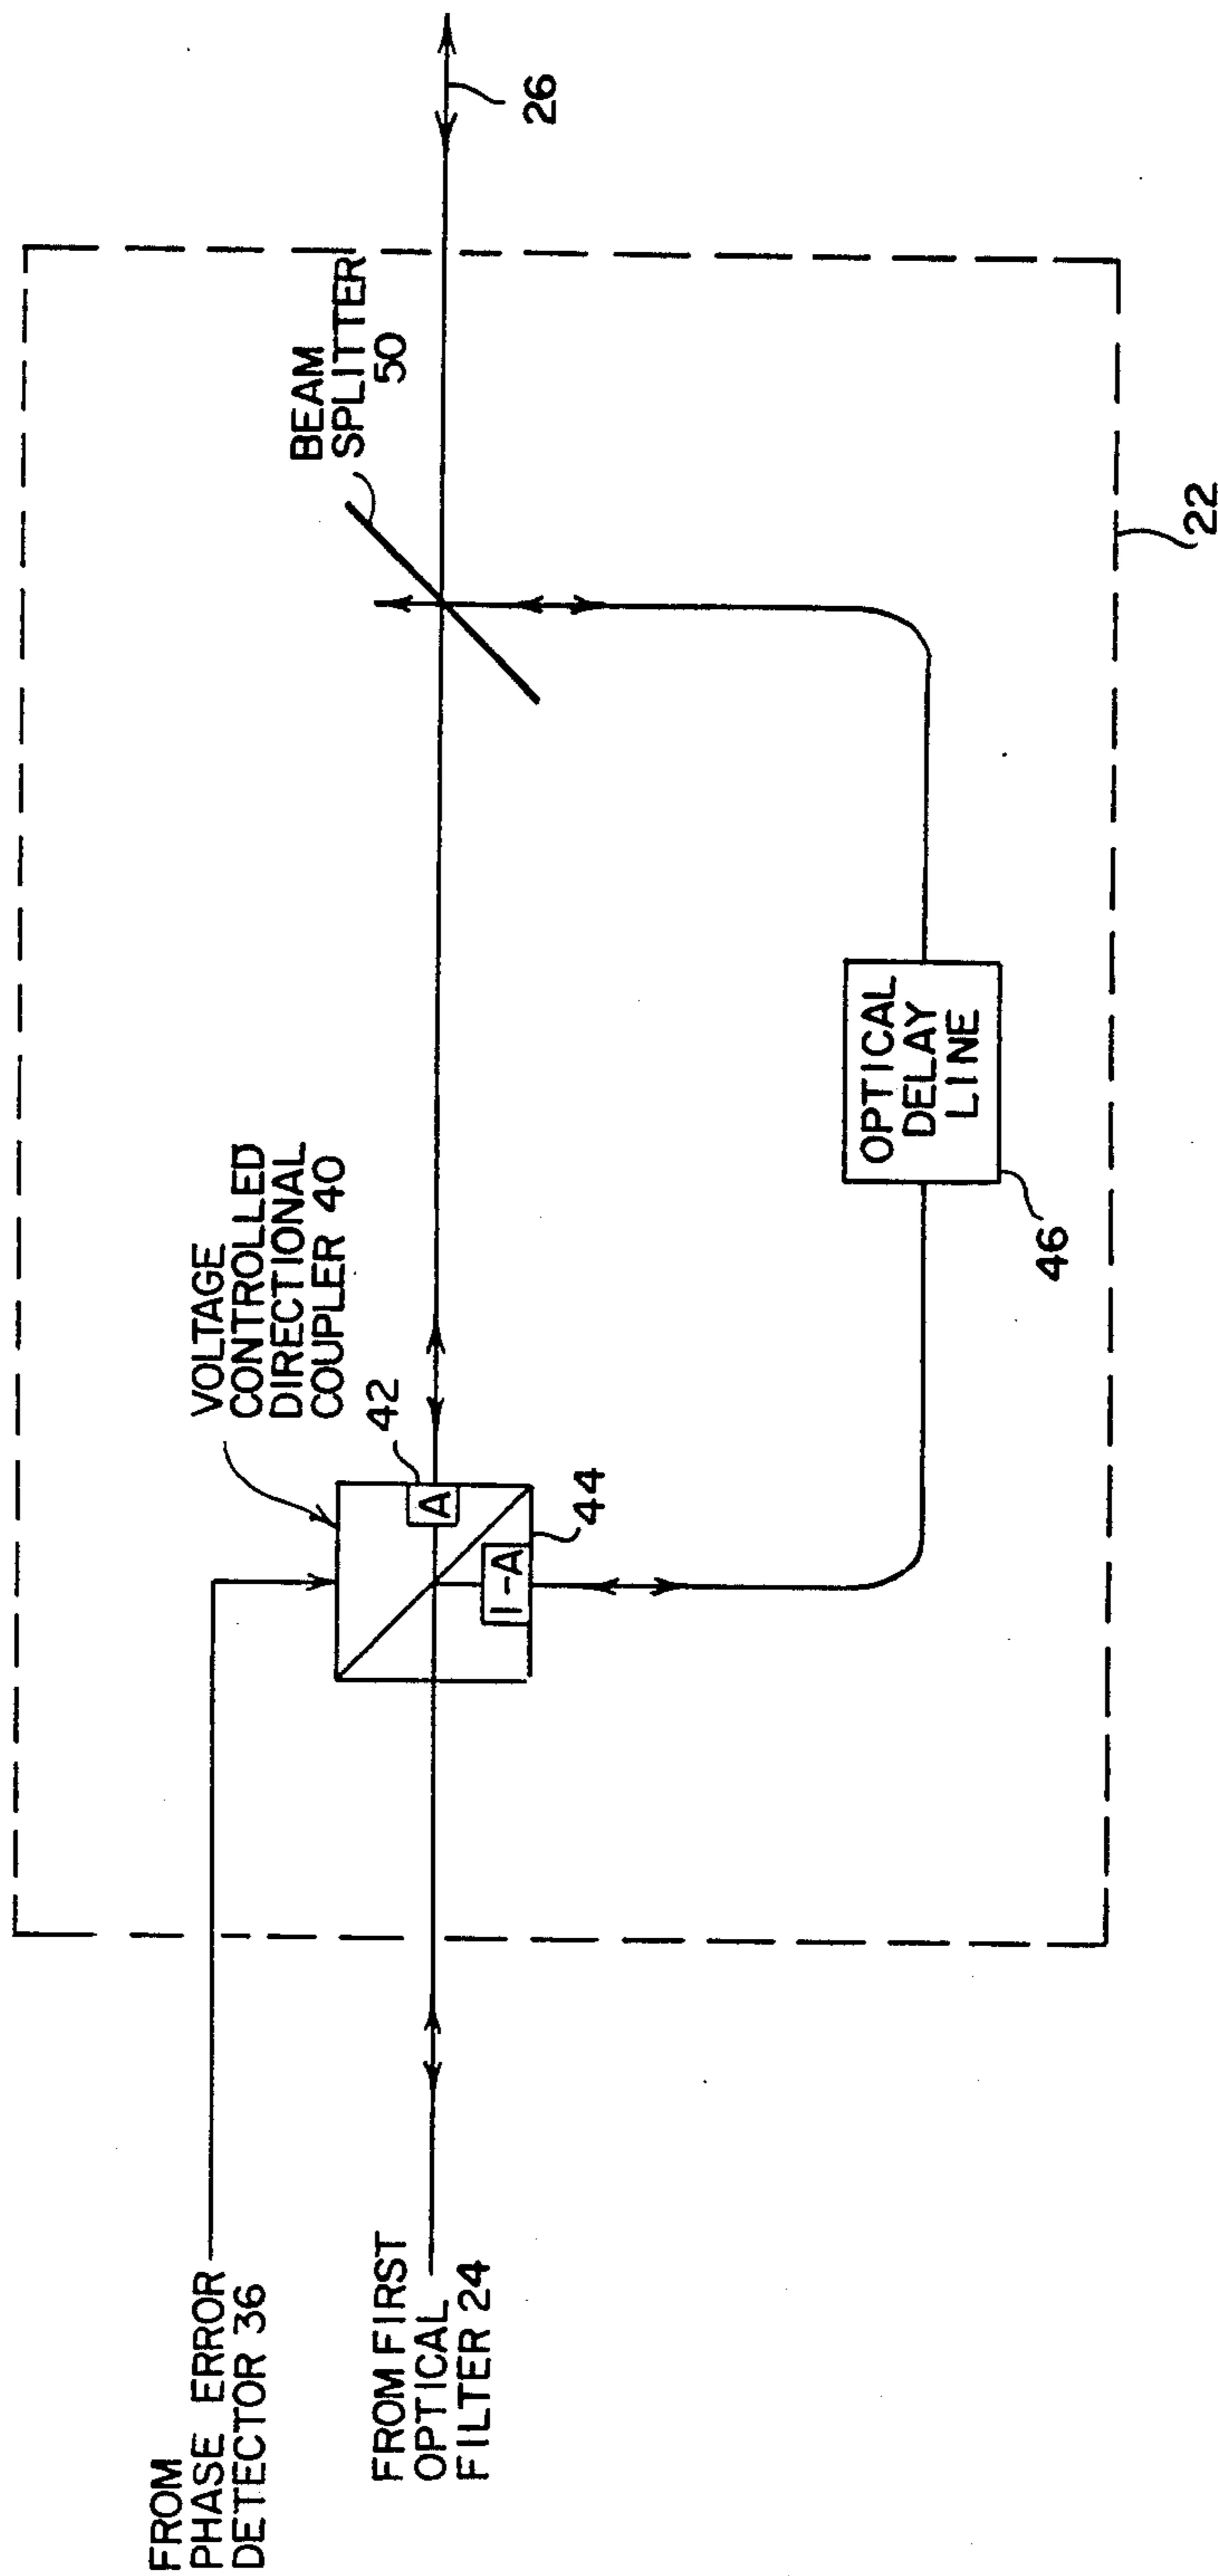 FROM
PHASE ERROR
DETECTOR 36
FROM FIRST
OPTICAL
FILTER 24
VOLTAGE
CONTROLLED
DIRECTIONAL
COUPLER 40
42
A
1-A
44
OPTICAL
DELAY
LINE
46
BEAM
SPLITTER
50
26
22